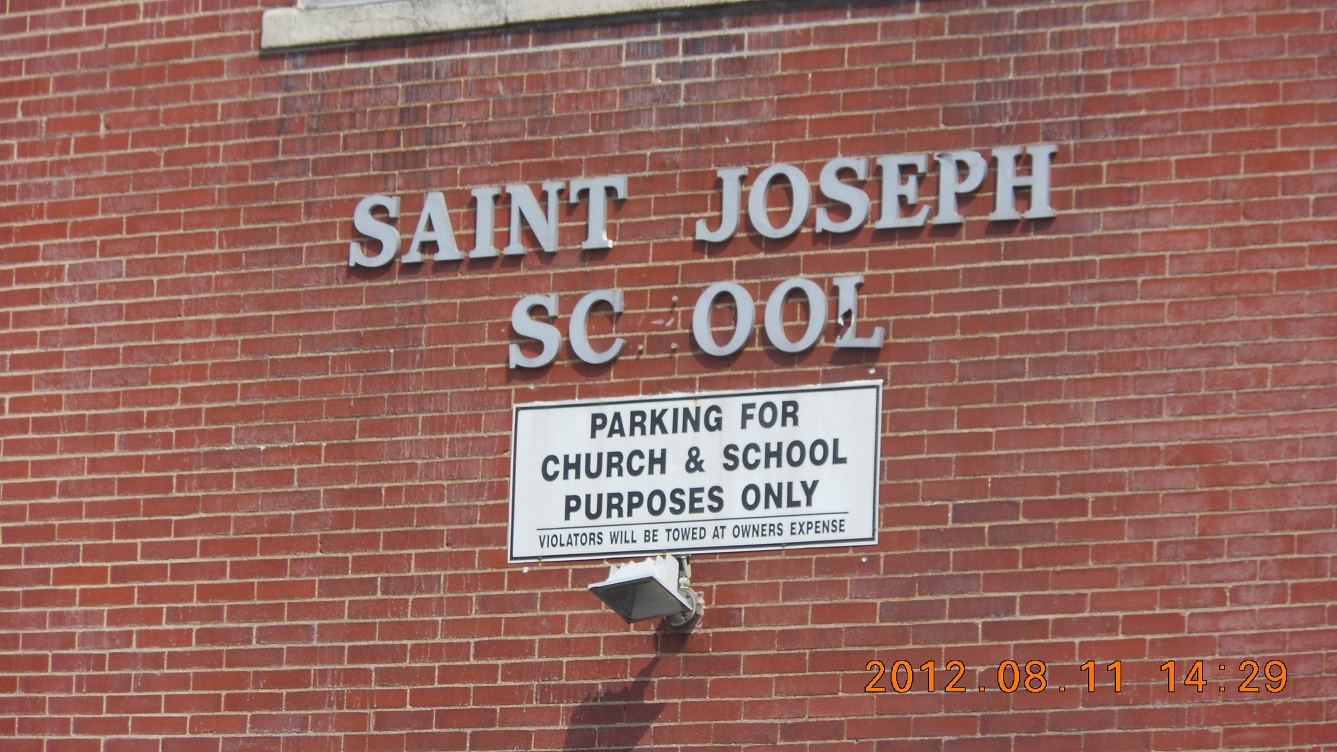 SAINT JOSEPH
SC OOL
PARKING FOR
CHURCH & SCHOOL
PURPOSES ONLY
VIOLATORS WILL BE TOWED AT OWNERS EXPENSE
2012.08.11 14:29